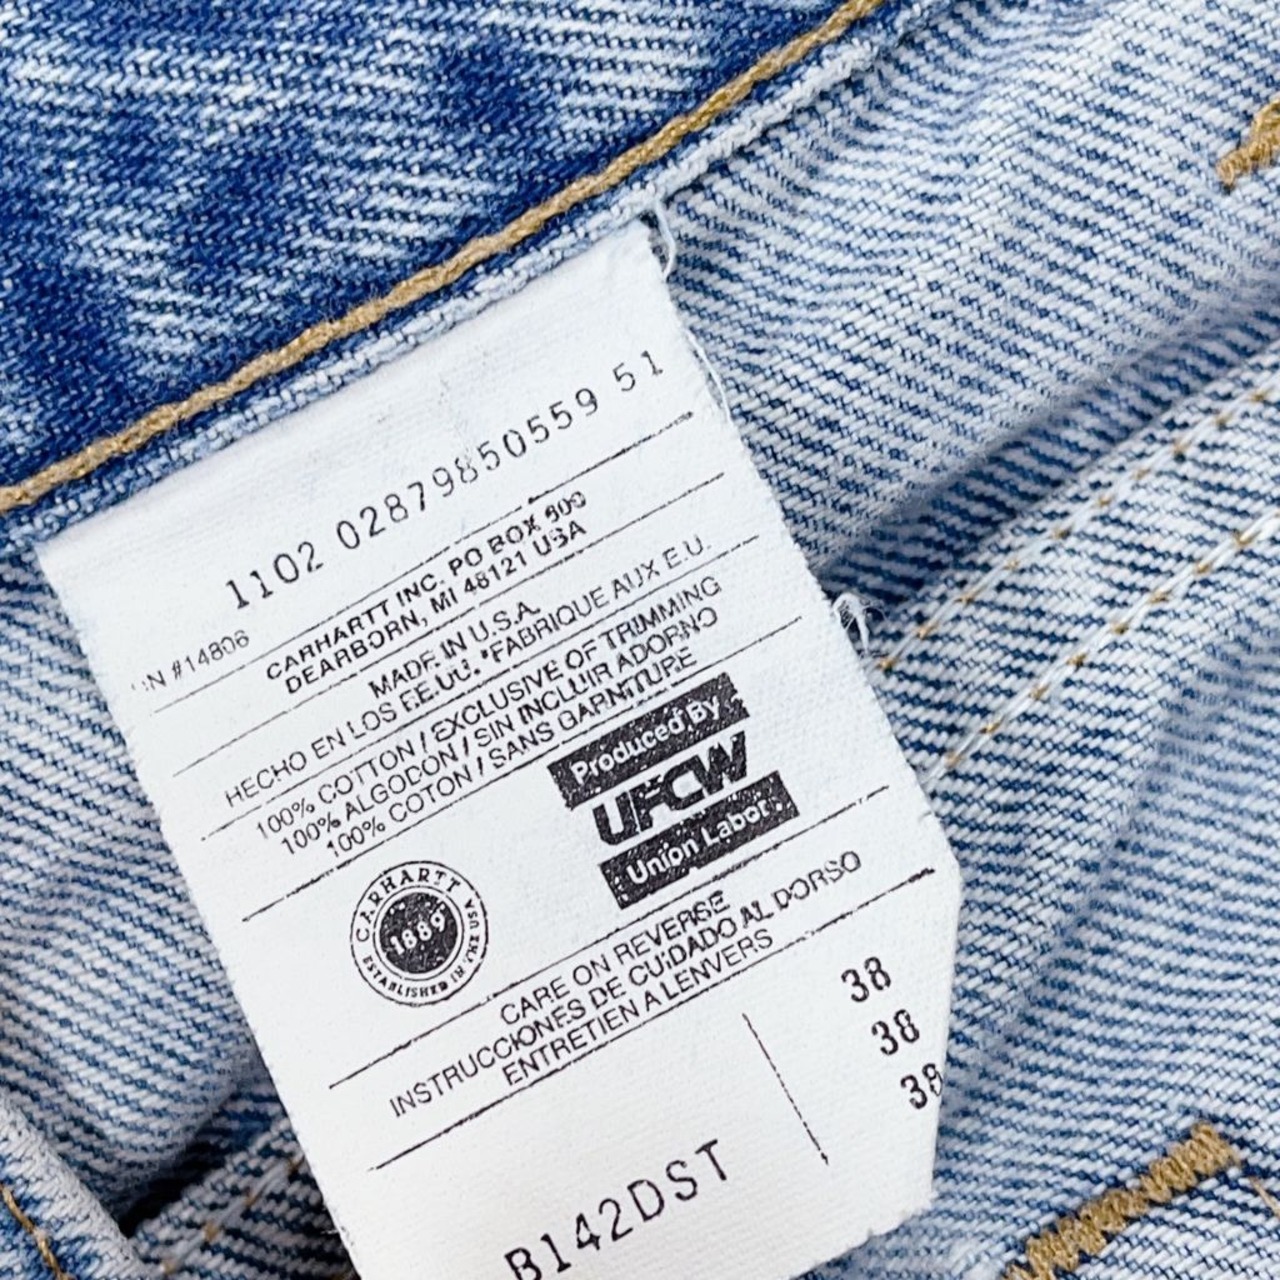 1102 02879850559 51
N #14806
CARHARTT INC. PO BOX 600
DEARBORN, MI 48121 USA
MADE IN U.S.A.
HECHO EN LOS EE.UU. *FABRIQUE AUX E.U.
100% COTTON / EXCLUSIVE OF TRIMMING
100% ALGODON / SIN INCLUIR ADORNO
100% COTON / SANS GARNITURE
Produced By
UFCW
Union Labor
CARHARTT
1889
ESTABLISHED IN
USA
CARE ON REVERSE
INSTRUCCIONES DE CUIDADO AL DORSO
ENTRETIEN A LENVERS
38
38
38
B142DST